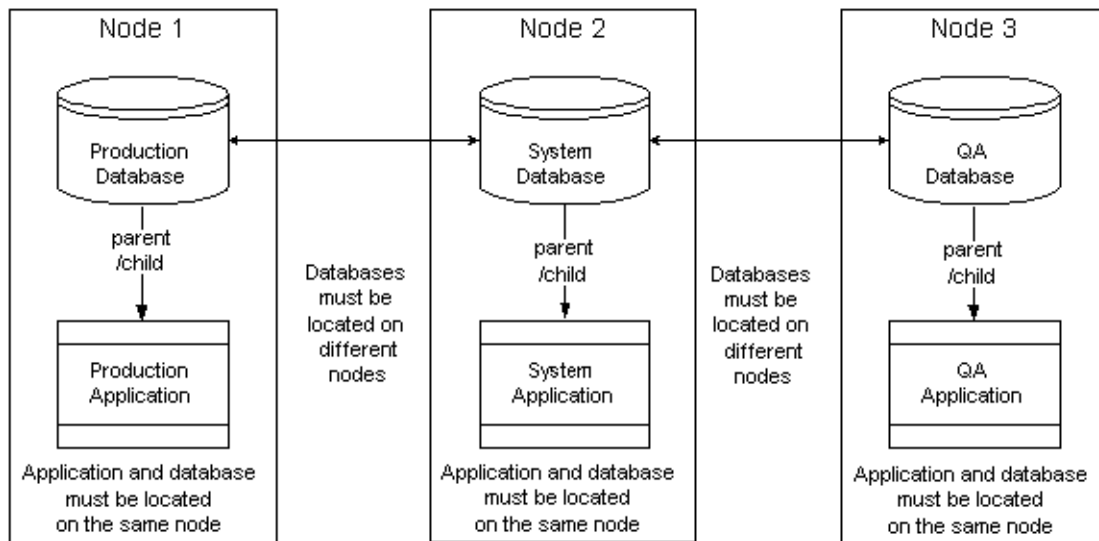 Node 1
Production
Database
parent
/child
Production
Application
Application and database
must be located
on the same node
Databases
must be
located on
different
nodes
Node 2
System
Database
parent
/child
System
Application
Application and database
must be located
on the same node
Databases
must be
located on
different
nodes
Node 3
QA
Database
parent
/child
QA
Application
Application and database
must be located
on the same node